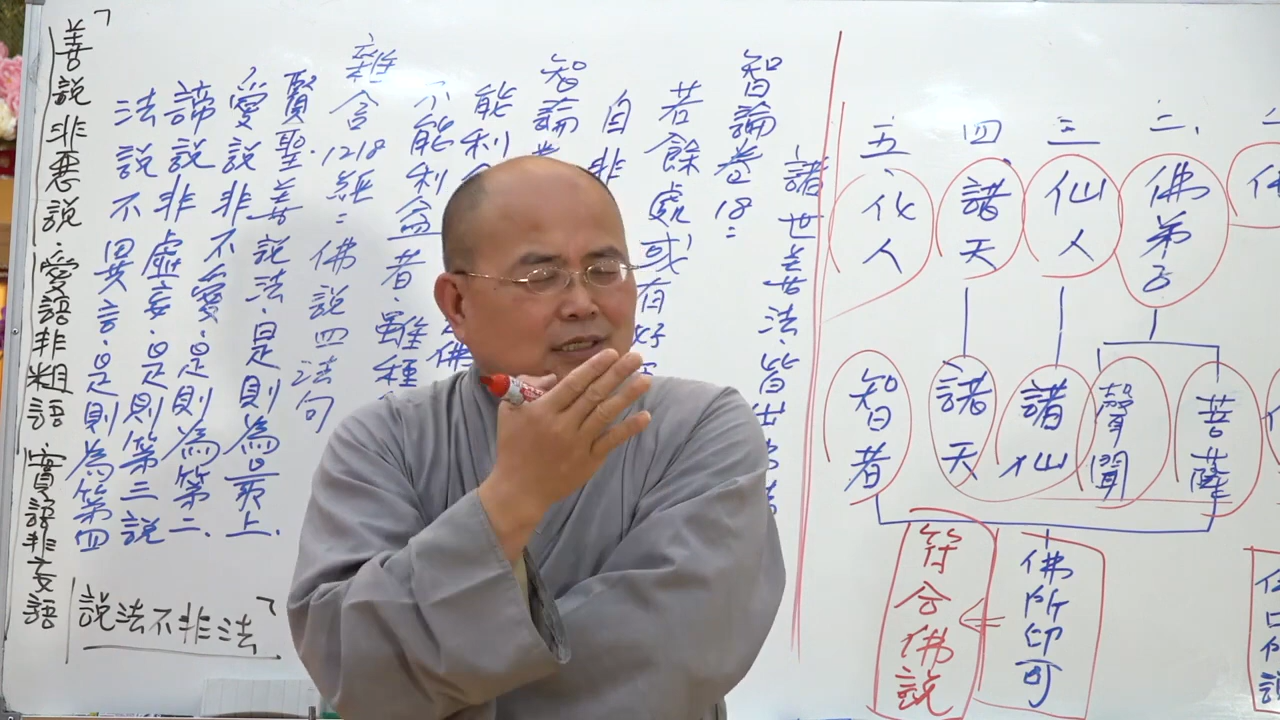 二、
佛弟子
聲聞
菩薩
三
仙人
諸仙
四、
諸天
諸天
五、
化人
智者
佛所印可
符合佛說
諸世善法皆出
智論卷18：
若餘處或有好
自非
智論
能利
不能利益者雖種
雜含1218經：佛說四法句
賢聖善說法是則為最上
愛說非不愛是則為第二
諦說非虛妄是則第三說
法說不異言是則為第四
「善說非惡說愛語非粗語實語非妄語
說法不非法」